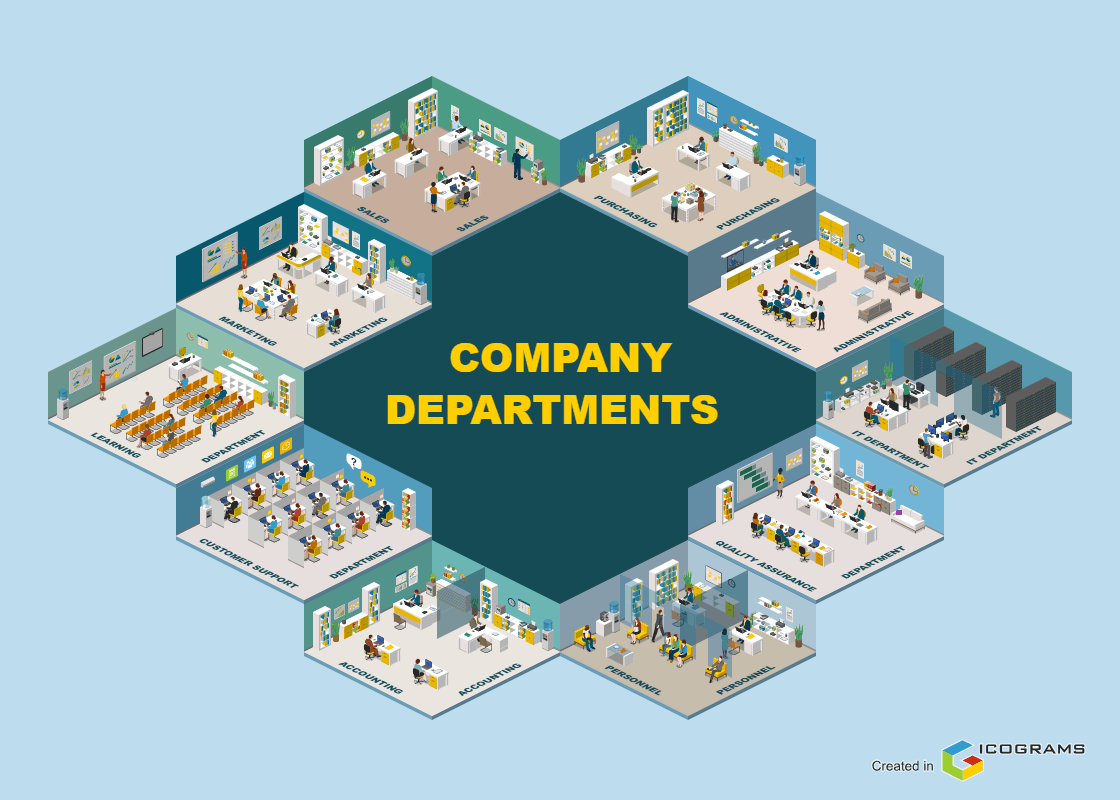 SALES
SALES
PURCHASING
PURCHASING
MARKETING
MARKETING
ADMINISTRATIVE
ADMINISTRATIVE
COMPANY
DEPARTMENTS
LEARNING
DEPARTMENT
IT DEPARTMENT
IT DEPARTMENT
?
CUSTOMER SUPPORT
DEPARTMENT
QUALITY ASSURANCE
DEPARTMENT
ACCOUNTING
ACCOUNTING
PERSONNEL
PERSONNEL
Created in ICOGRAMS